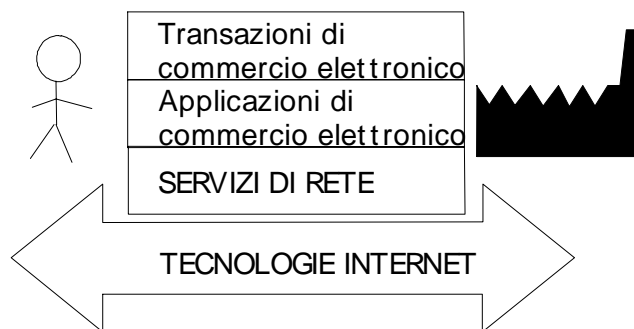 Transazioni di
commercio elettronico
Applicazioni di
commercio elettronico
SERVIZI DI RETE
TECNOLOGIE INTERNET